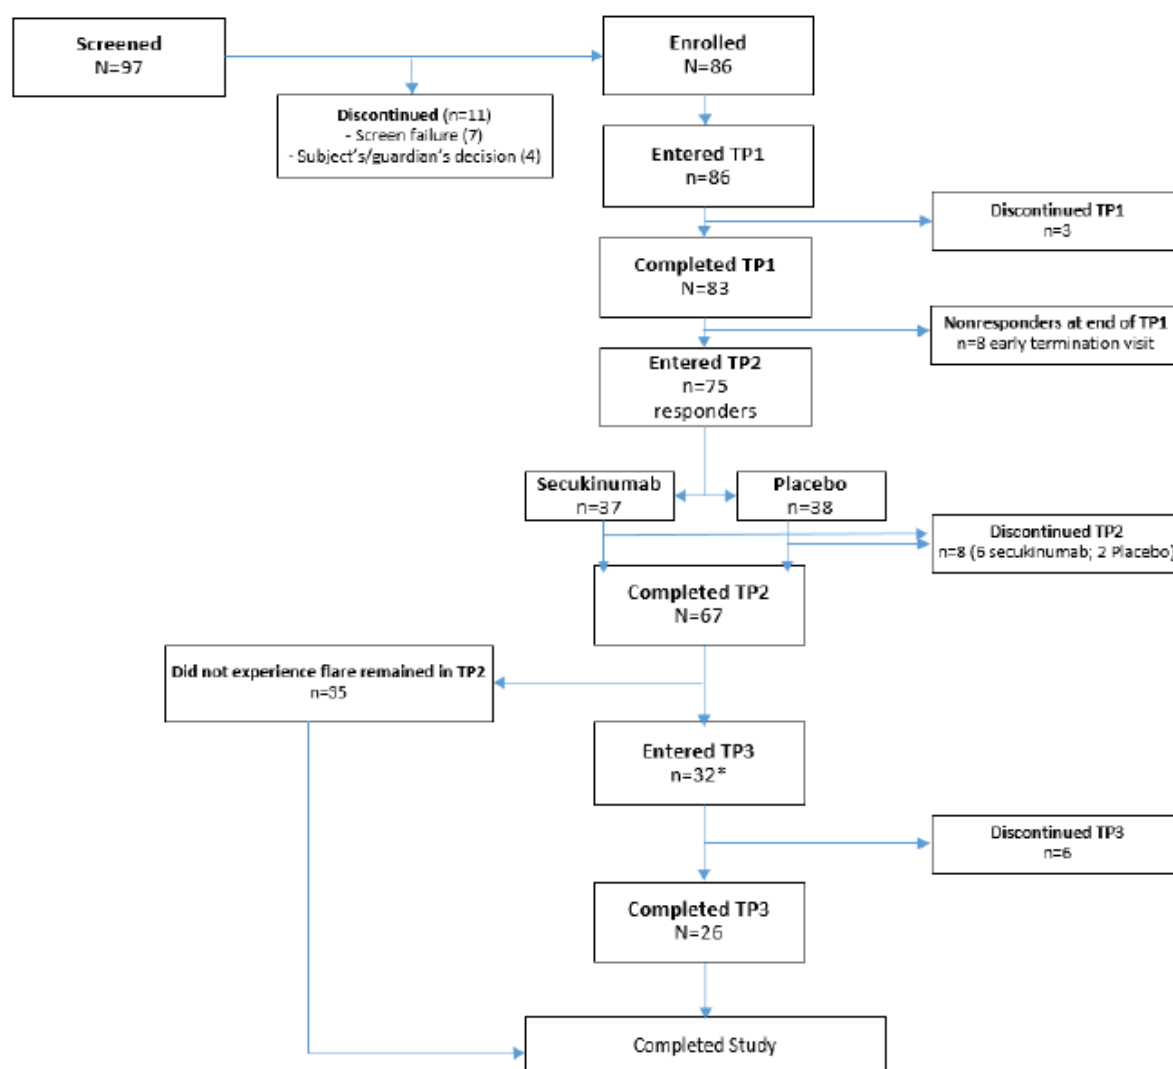 Screened
N=97
Enrolled
N=86
Discontinued (n=11)
- Screen failure (7)
- Subject's/guardian's decision (4)
Entered TP1
n=86
Discontinued TP1
n=3
Completed TP1
N=83
Nonresponders at end of TP1
n=8 early termination visit
Entered TP2
n=75
responders
Secukinumab
n=37
Placebo
n=38
Discontinued TP2
n=8 (6 secukinumab; 2 Placebo)
Completed TP2
N=67
Did not experience flare remained in TP2
n=35
Entered TP3
n=32*
Discontinued TP3
n=6
Completed TP3
N=26
Completed Study